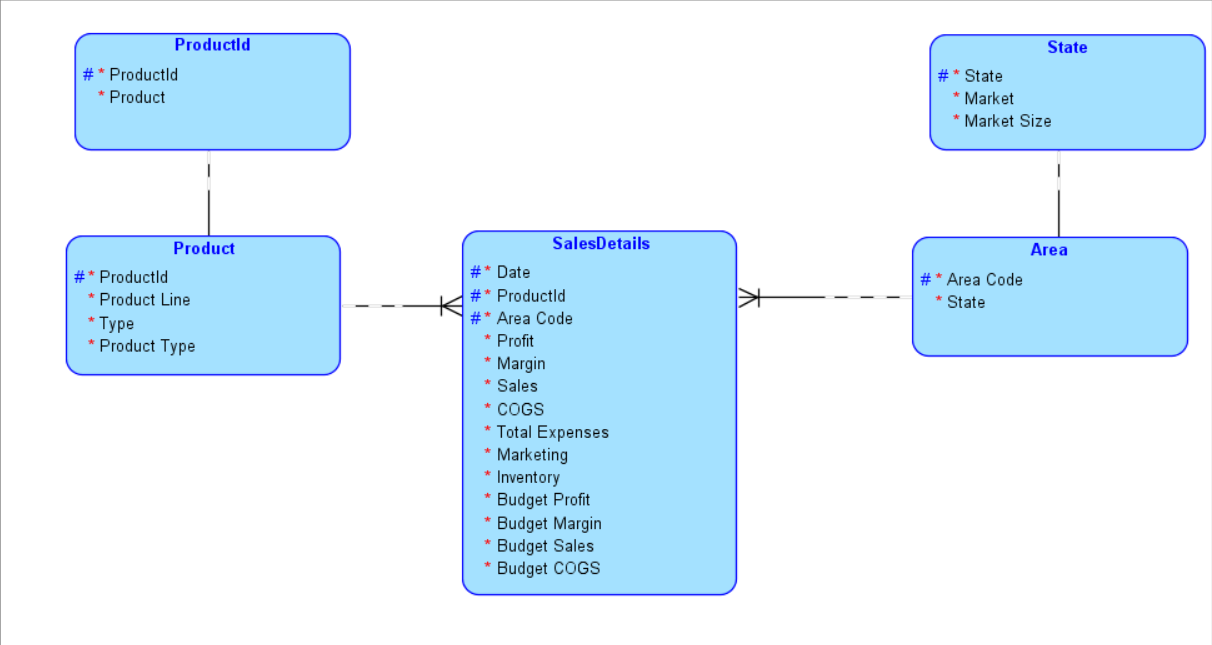 ProductId
# * ProductId
* Product
State
# * State
* Market
* Market Size
Product
# * ProductId
* Product Line
* Type
* Product Type
SalesDetails
# * Date
# * ProductId
# * Area Code
* Profit
* Margin
* Sales
* COGS
* Total Expenses
* Marketing
* Inventory
* Budget Profit
* Budget Margin
* Budget Sales
* Budget COGS
Area
# * Area Code
* State